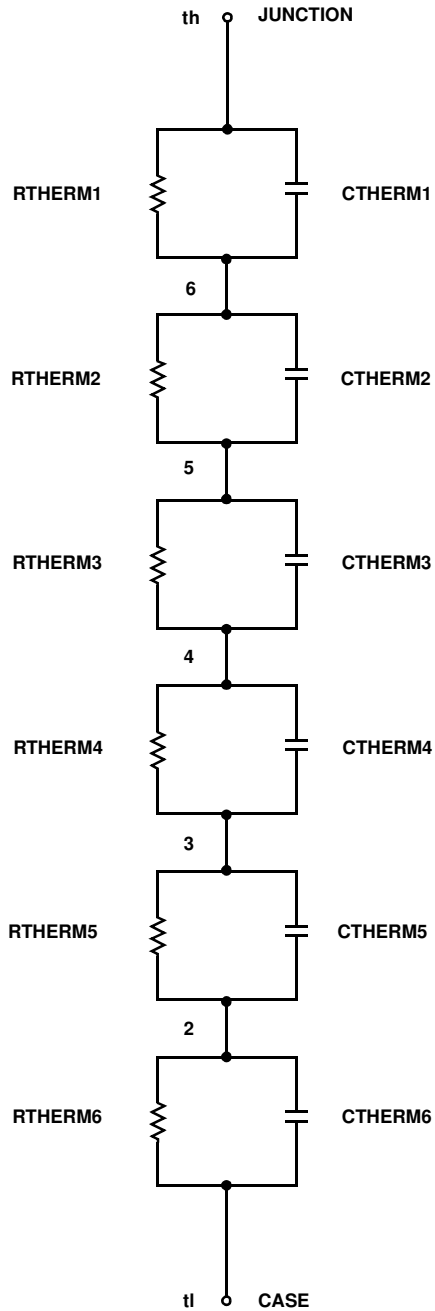 th JUNCTION
RTHERM1 CTHERM1
6
RTHERM2 CTHERM2
5
RTHERM3 CTHERM3
4
RTHERM4 CTHERM4
3
RTHERM5 CTHERM5
2
RTHERM6 CTHERM6
tl CASE